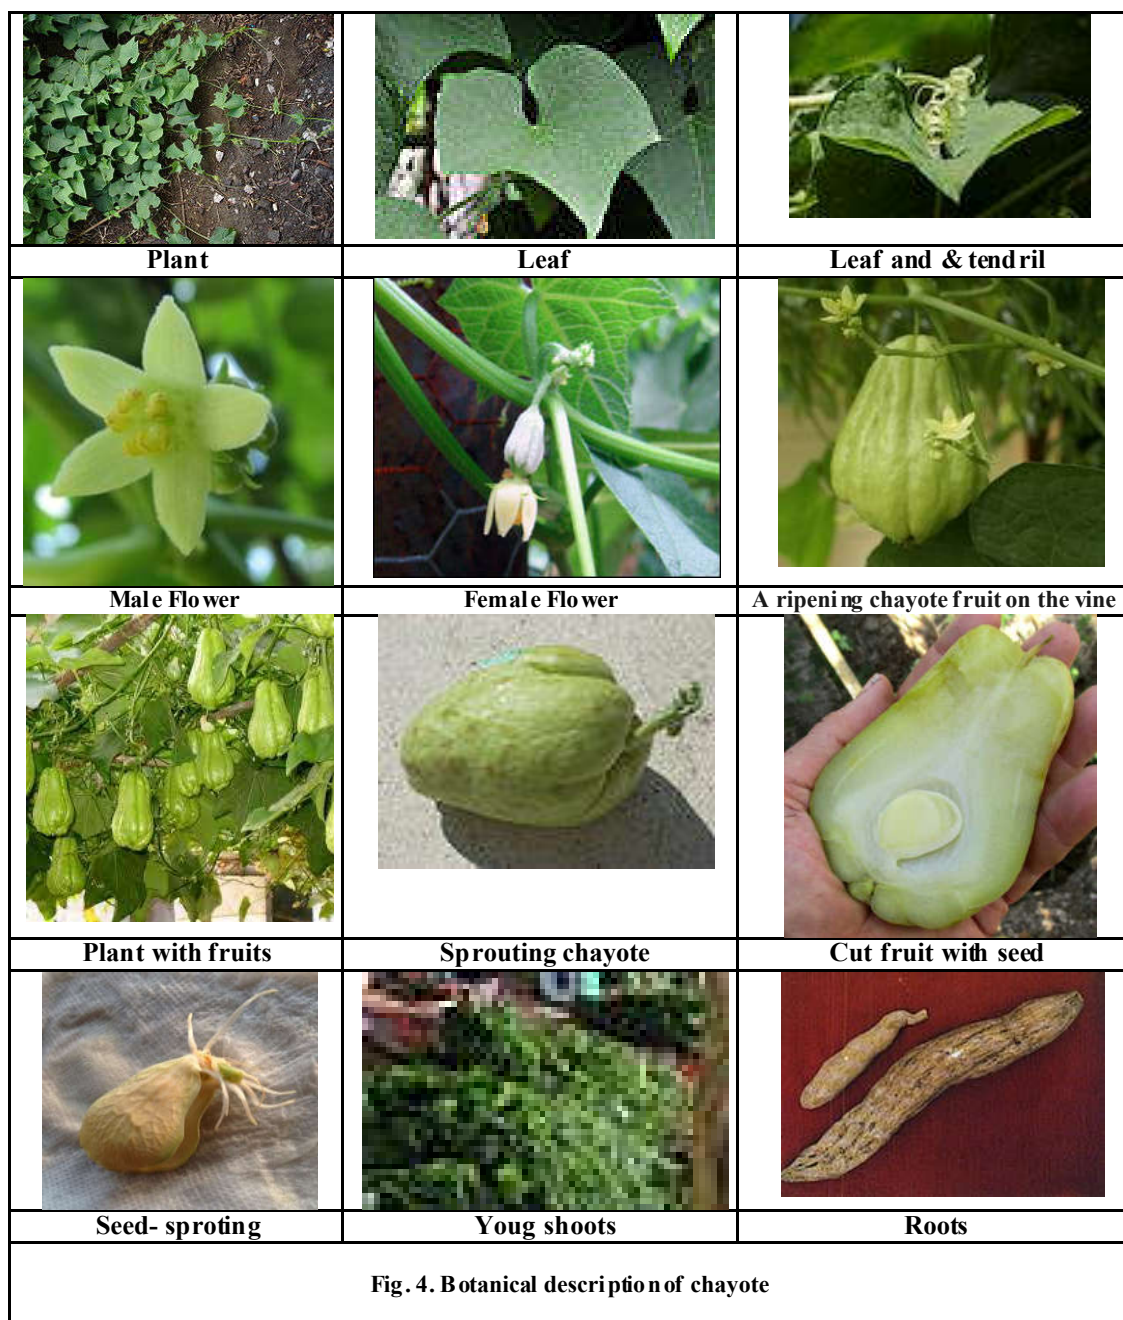 Plant
Leaf
Leaf and & tendril
Male Flower
Female Flower
A ripening chayote fruit on the vine
Plant with fruits
Sprouting chayote
Cut fruit with seed
Seed- sproting
Youg shoots
Roots
Fig. 4. Botanical description of chayote